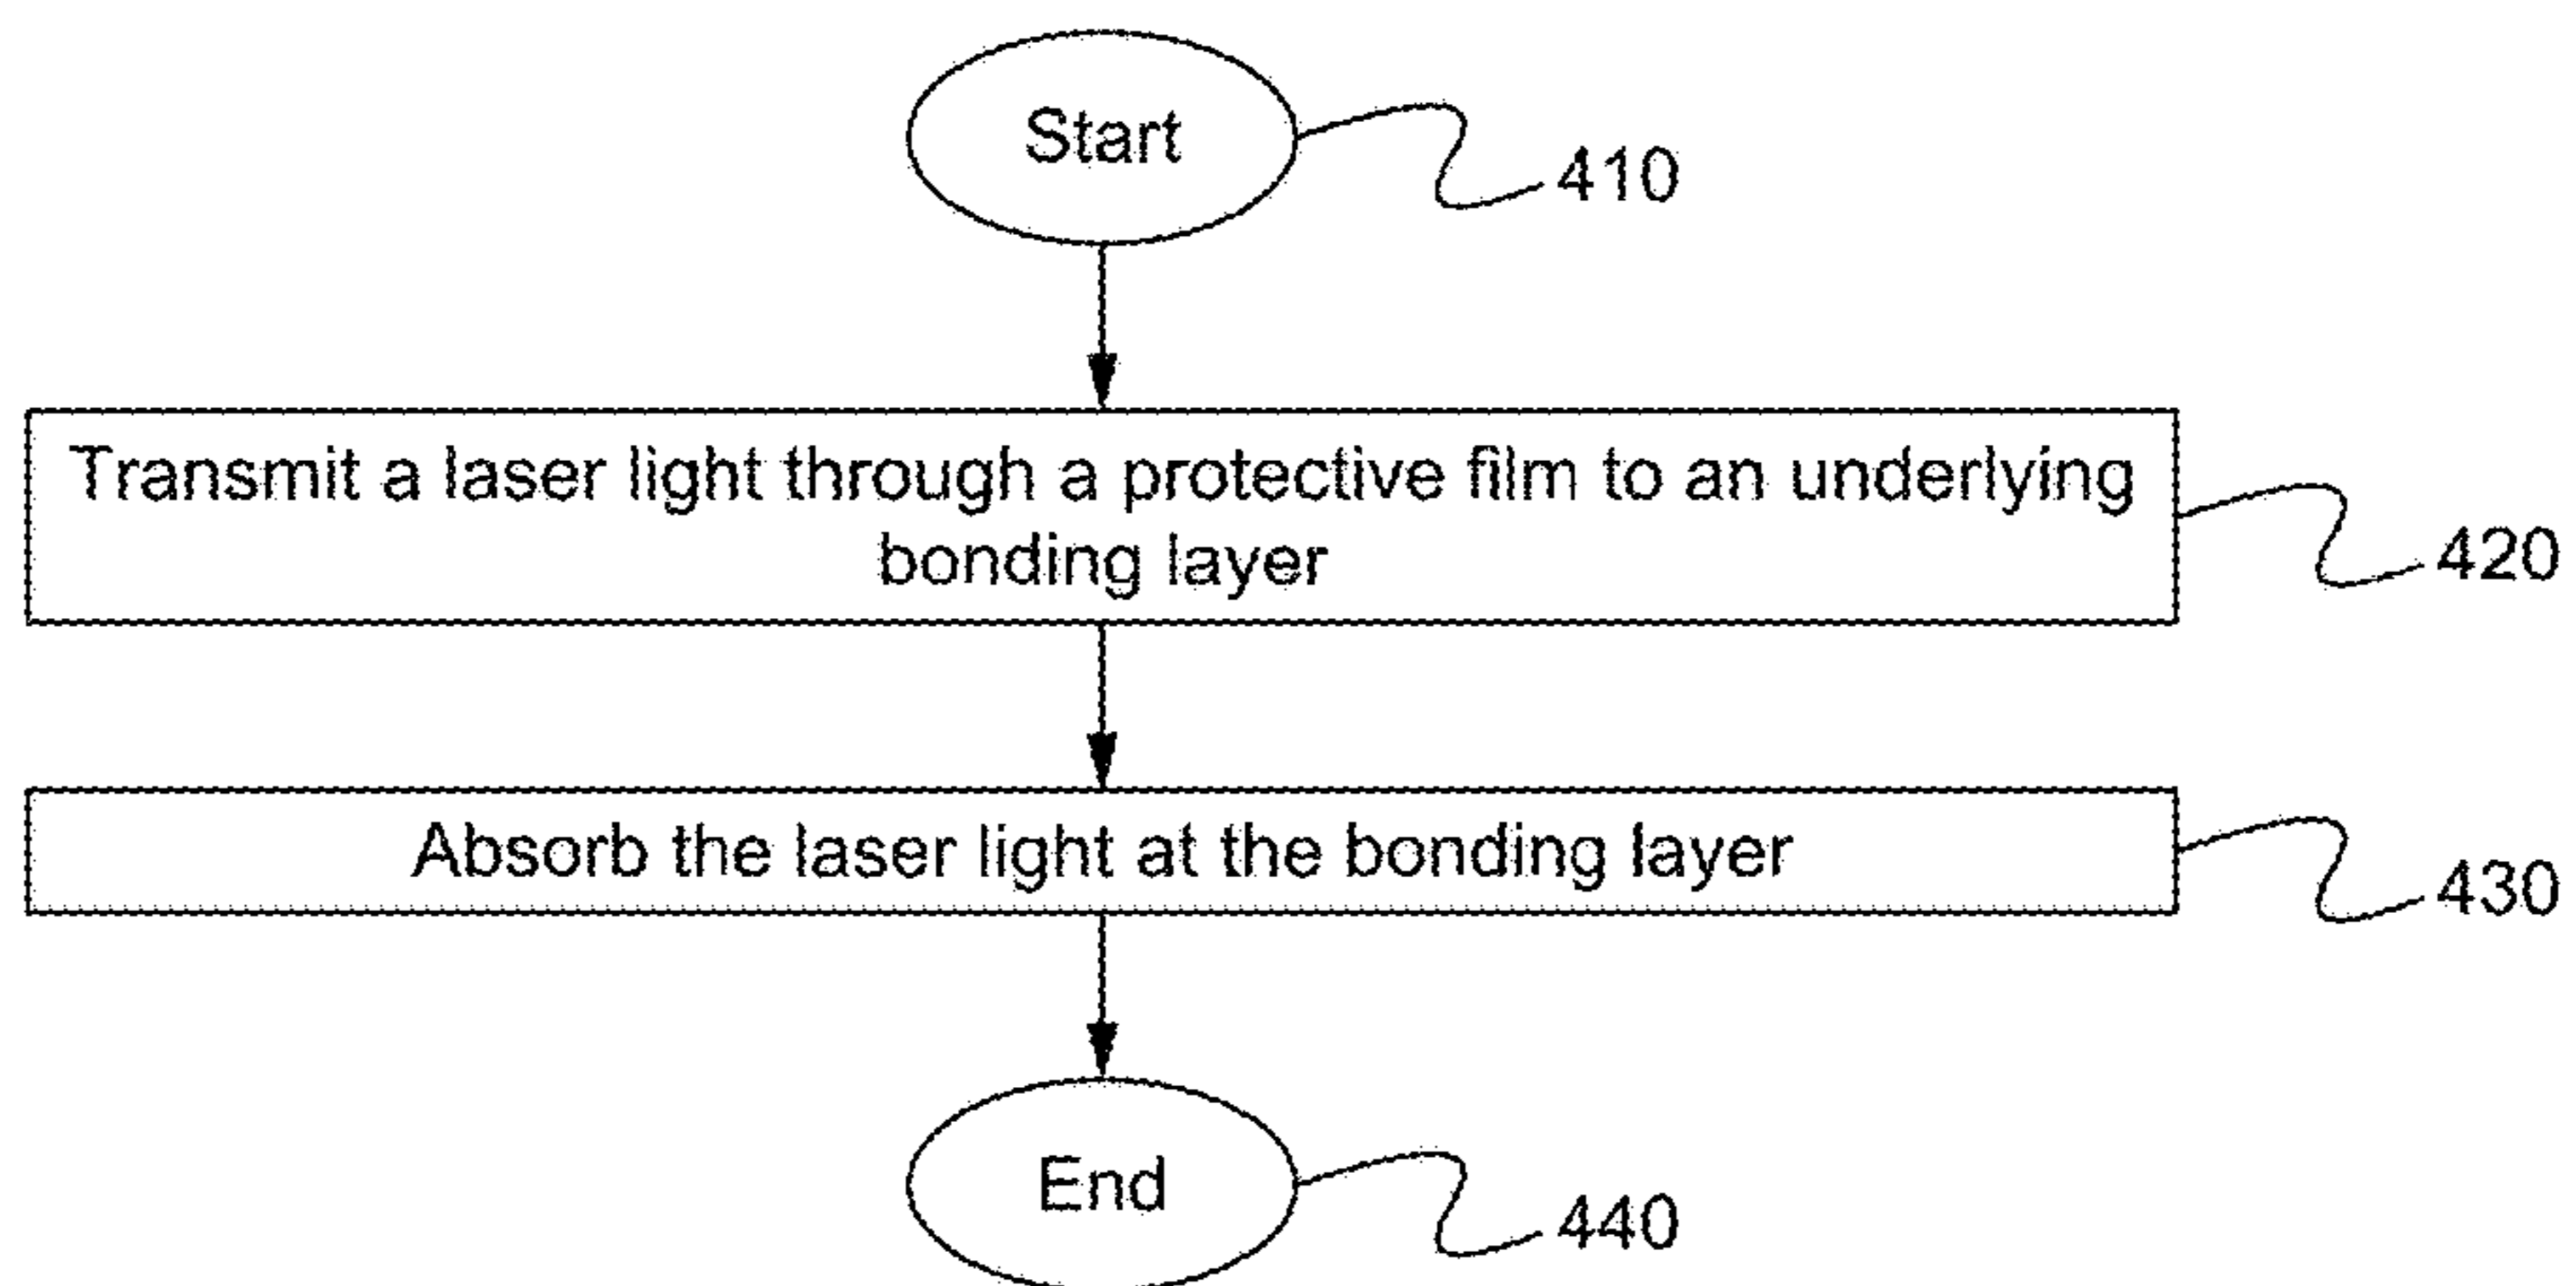 Start
410
Transmit a laser light through a protective film to an underlying
bonding layer
420
Absorb the laser light at the bonding layer
430
End
440